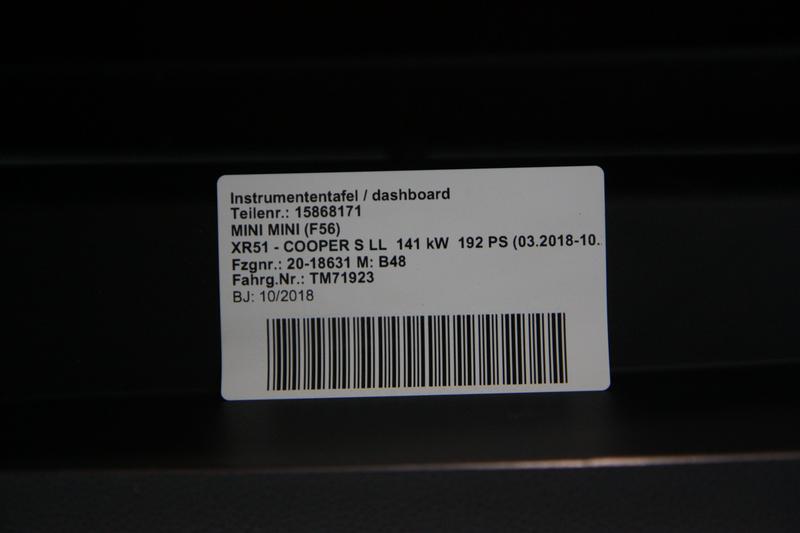 Instrumententafel / dashboard
Teilenr.: 15868171
MINI MINI (F56)
XR51 - COOPER S LL 141 kW 192 PS (03.2018-10.
Fzgnr.: 20-18631 M: B48
Fahrg.Nr.: TM71923
BJ: 10/2018